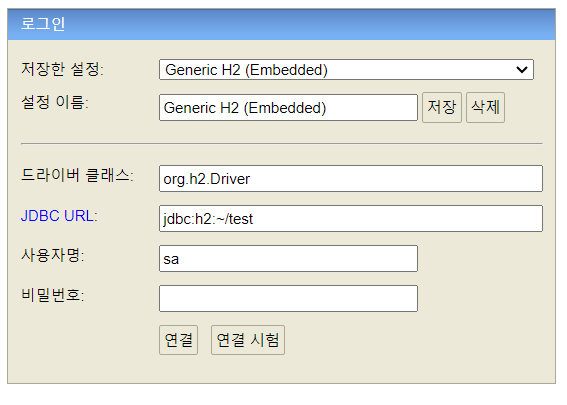 로그인
저장한 설정: Generic H2 (Embedded)
설정 이름: Generic H2 (Embedded) 저장 삭제
드라이버 클래스: org.h2.Driver
JDBC URL: jdbc:h2:~/test
사용자명: sa
비밀번호:
연결 연결 시험